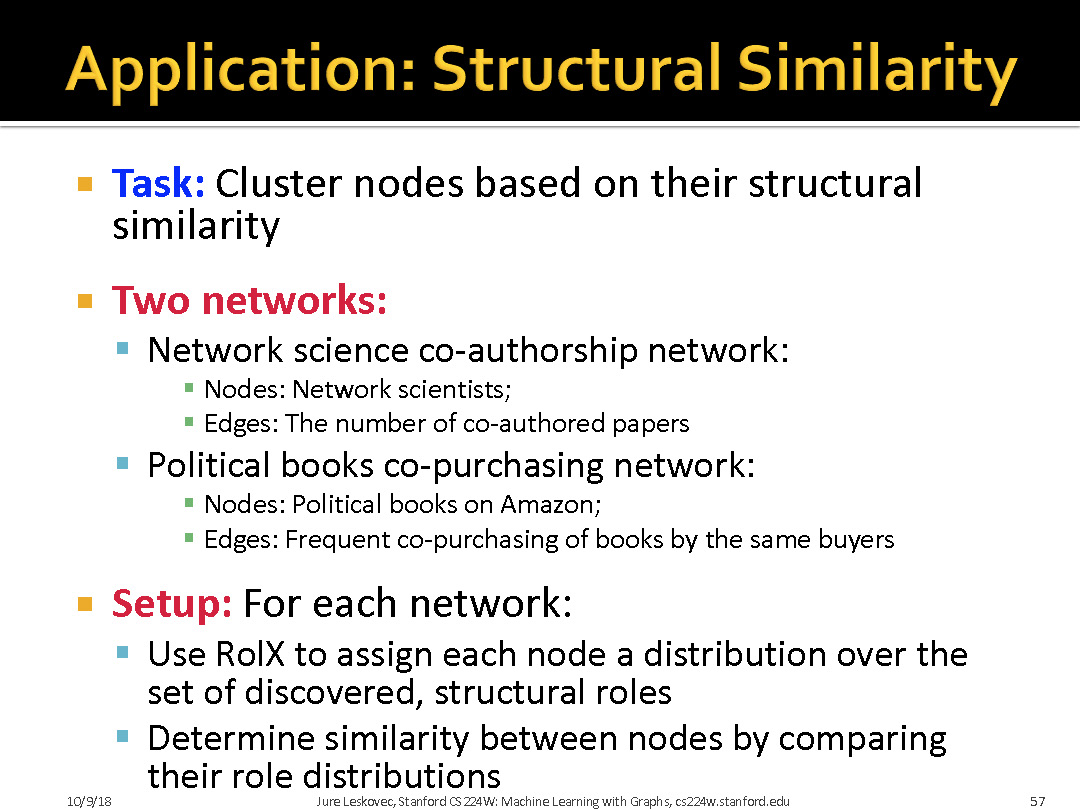 Application: Structural Similarity
Task: Cluster nodes based on their structural
similarity
Two networks:
Network science co-authorship network:
Nodes: Network scientists;
Edges: The number of co-authored papers
Political books co-purchasing network:
Nodes: Political books on Amazon;
Edges: Frequent co-purchasing of books by the same buyers
Setup: For each network:
Use RolX to assign each node a distribution over the
set of discovered, structural roles
Determine similarity between nodes by comparing
their role distributions
10/9/18 Jure Leskovec, Stanford CS224W: Machine Learning with Graphs, cs224w.stanford.edu 57